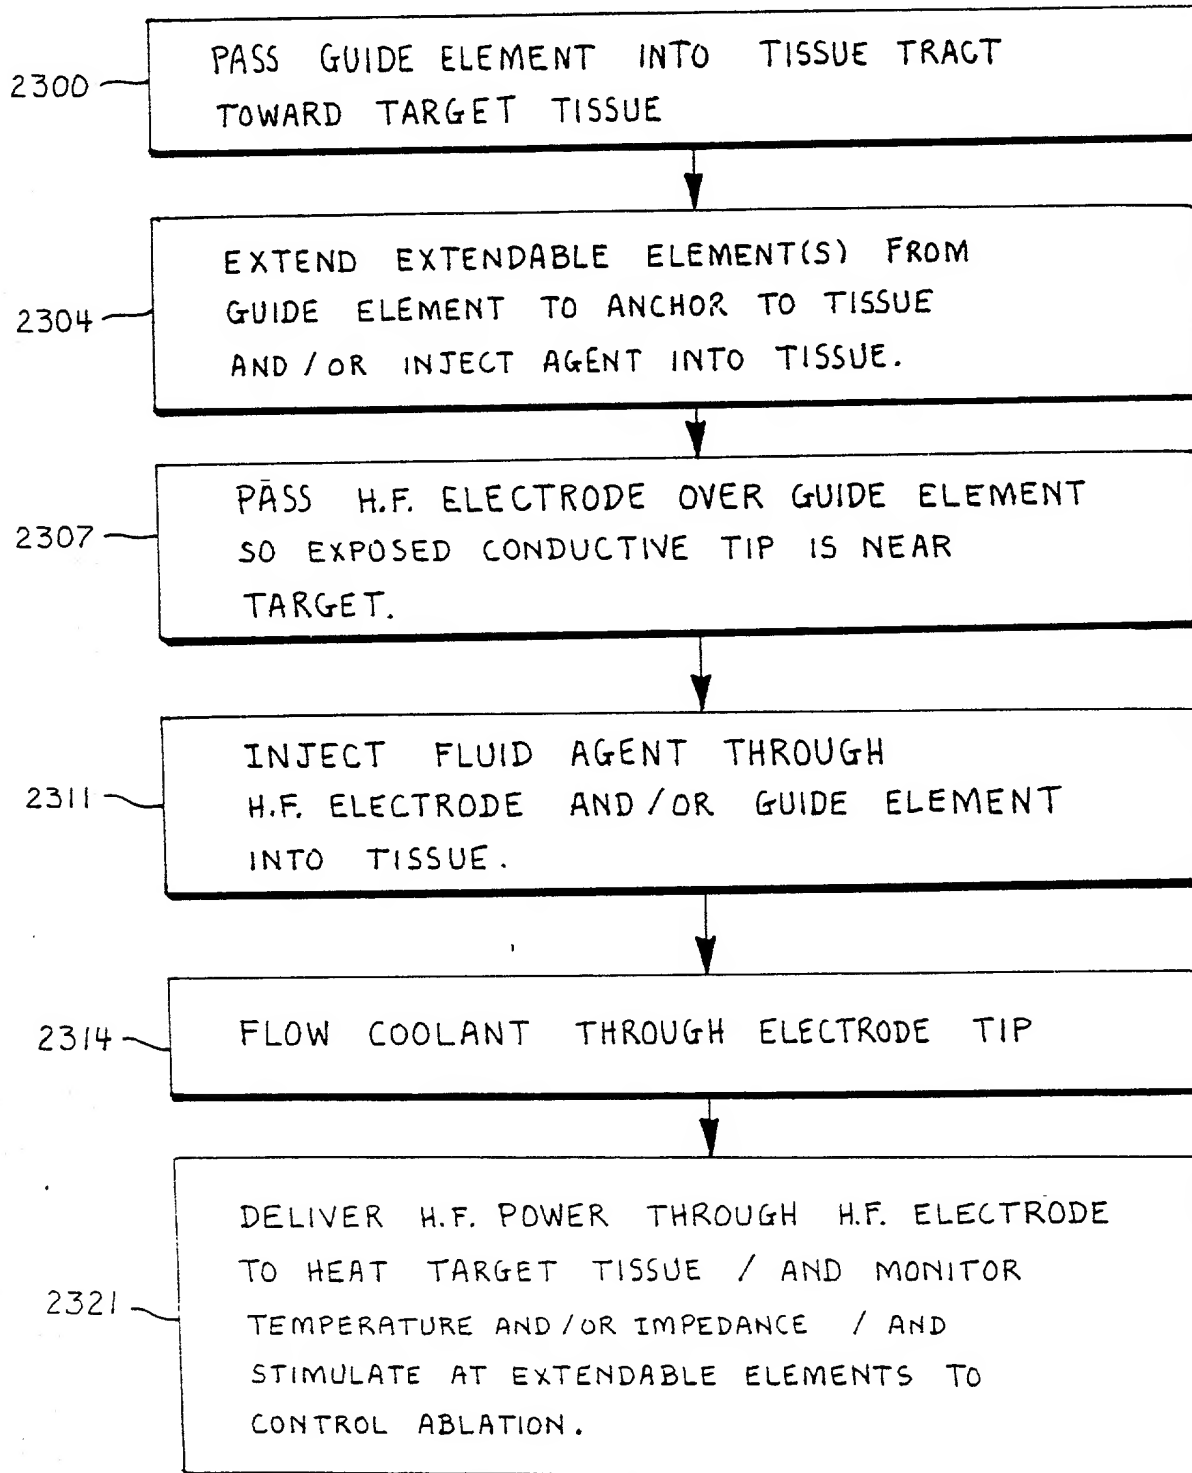 2300
PASS GUIDE ELEMENT INTO TISSUE TRACT
TOWARD TARGET TISSUE
2304
EXTEND EXTENDABLE ELEMENT(S) FROM
GUIDE ELEMENT TO ANCHOR TO TISSUE
AND/OR INJECT AGENT INTO TISSUE.
2307
PASS H.F. ELECTRODE OVER GUIDE ELEMENT
SO EXPOSED CONDUCTIVE TIP IS NEAR
TARGET.
2311
INJECT FLUID AGENT THROUGH
H.F. ELECTRODE AND/OR GUIDE ELEMENT
INTO TISSUE.
2314
FLOW COOLANT THROUGH ELECTRODE TIP
2321
DELIVER H.F. POWER THROUGH H.F. ELECTRODE
TO HEAT TARGET TISSUE / AND MONITOR
TEMPERATURE AND/OR IMPEDANCE / AND
STIMULATE AT EXTENDABLE ELEMENTS TO
CONTROL ABLATION.